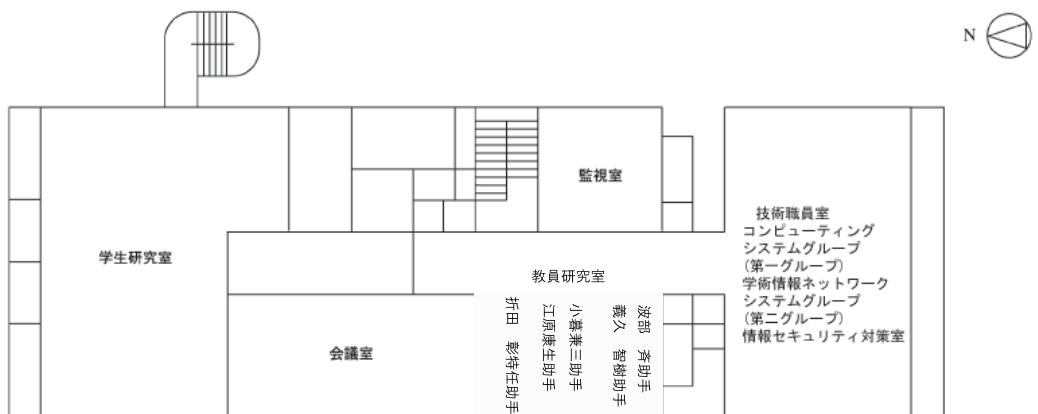 N
監視室
技術職員室
コンピューティング
システムグループ
(第一グループ)
学術情報ネットワーク
システムグループ
(第二グループ)
情報セキュリティ対策室
学生研究室
教員研究室
会議室
波部 斉助手
義久 智樹助手
小暮兼三助手
江原康生助手
折田 彰特任助手